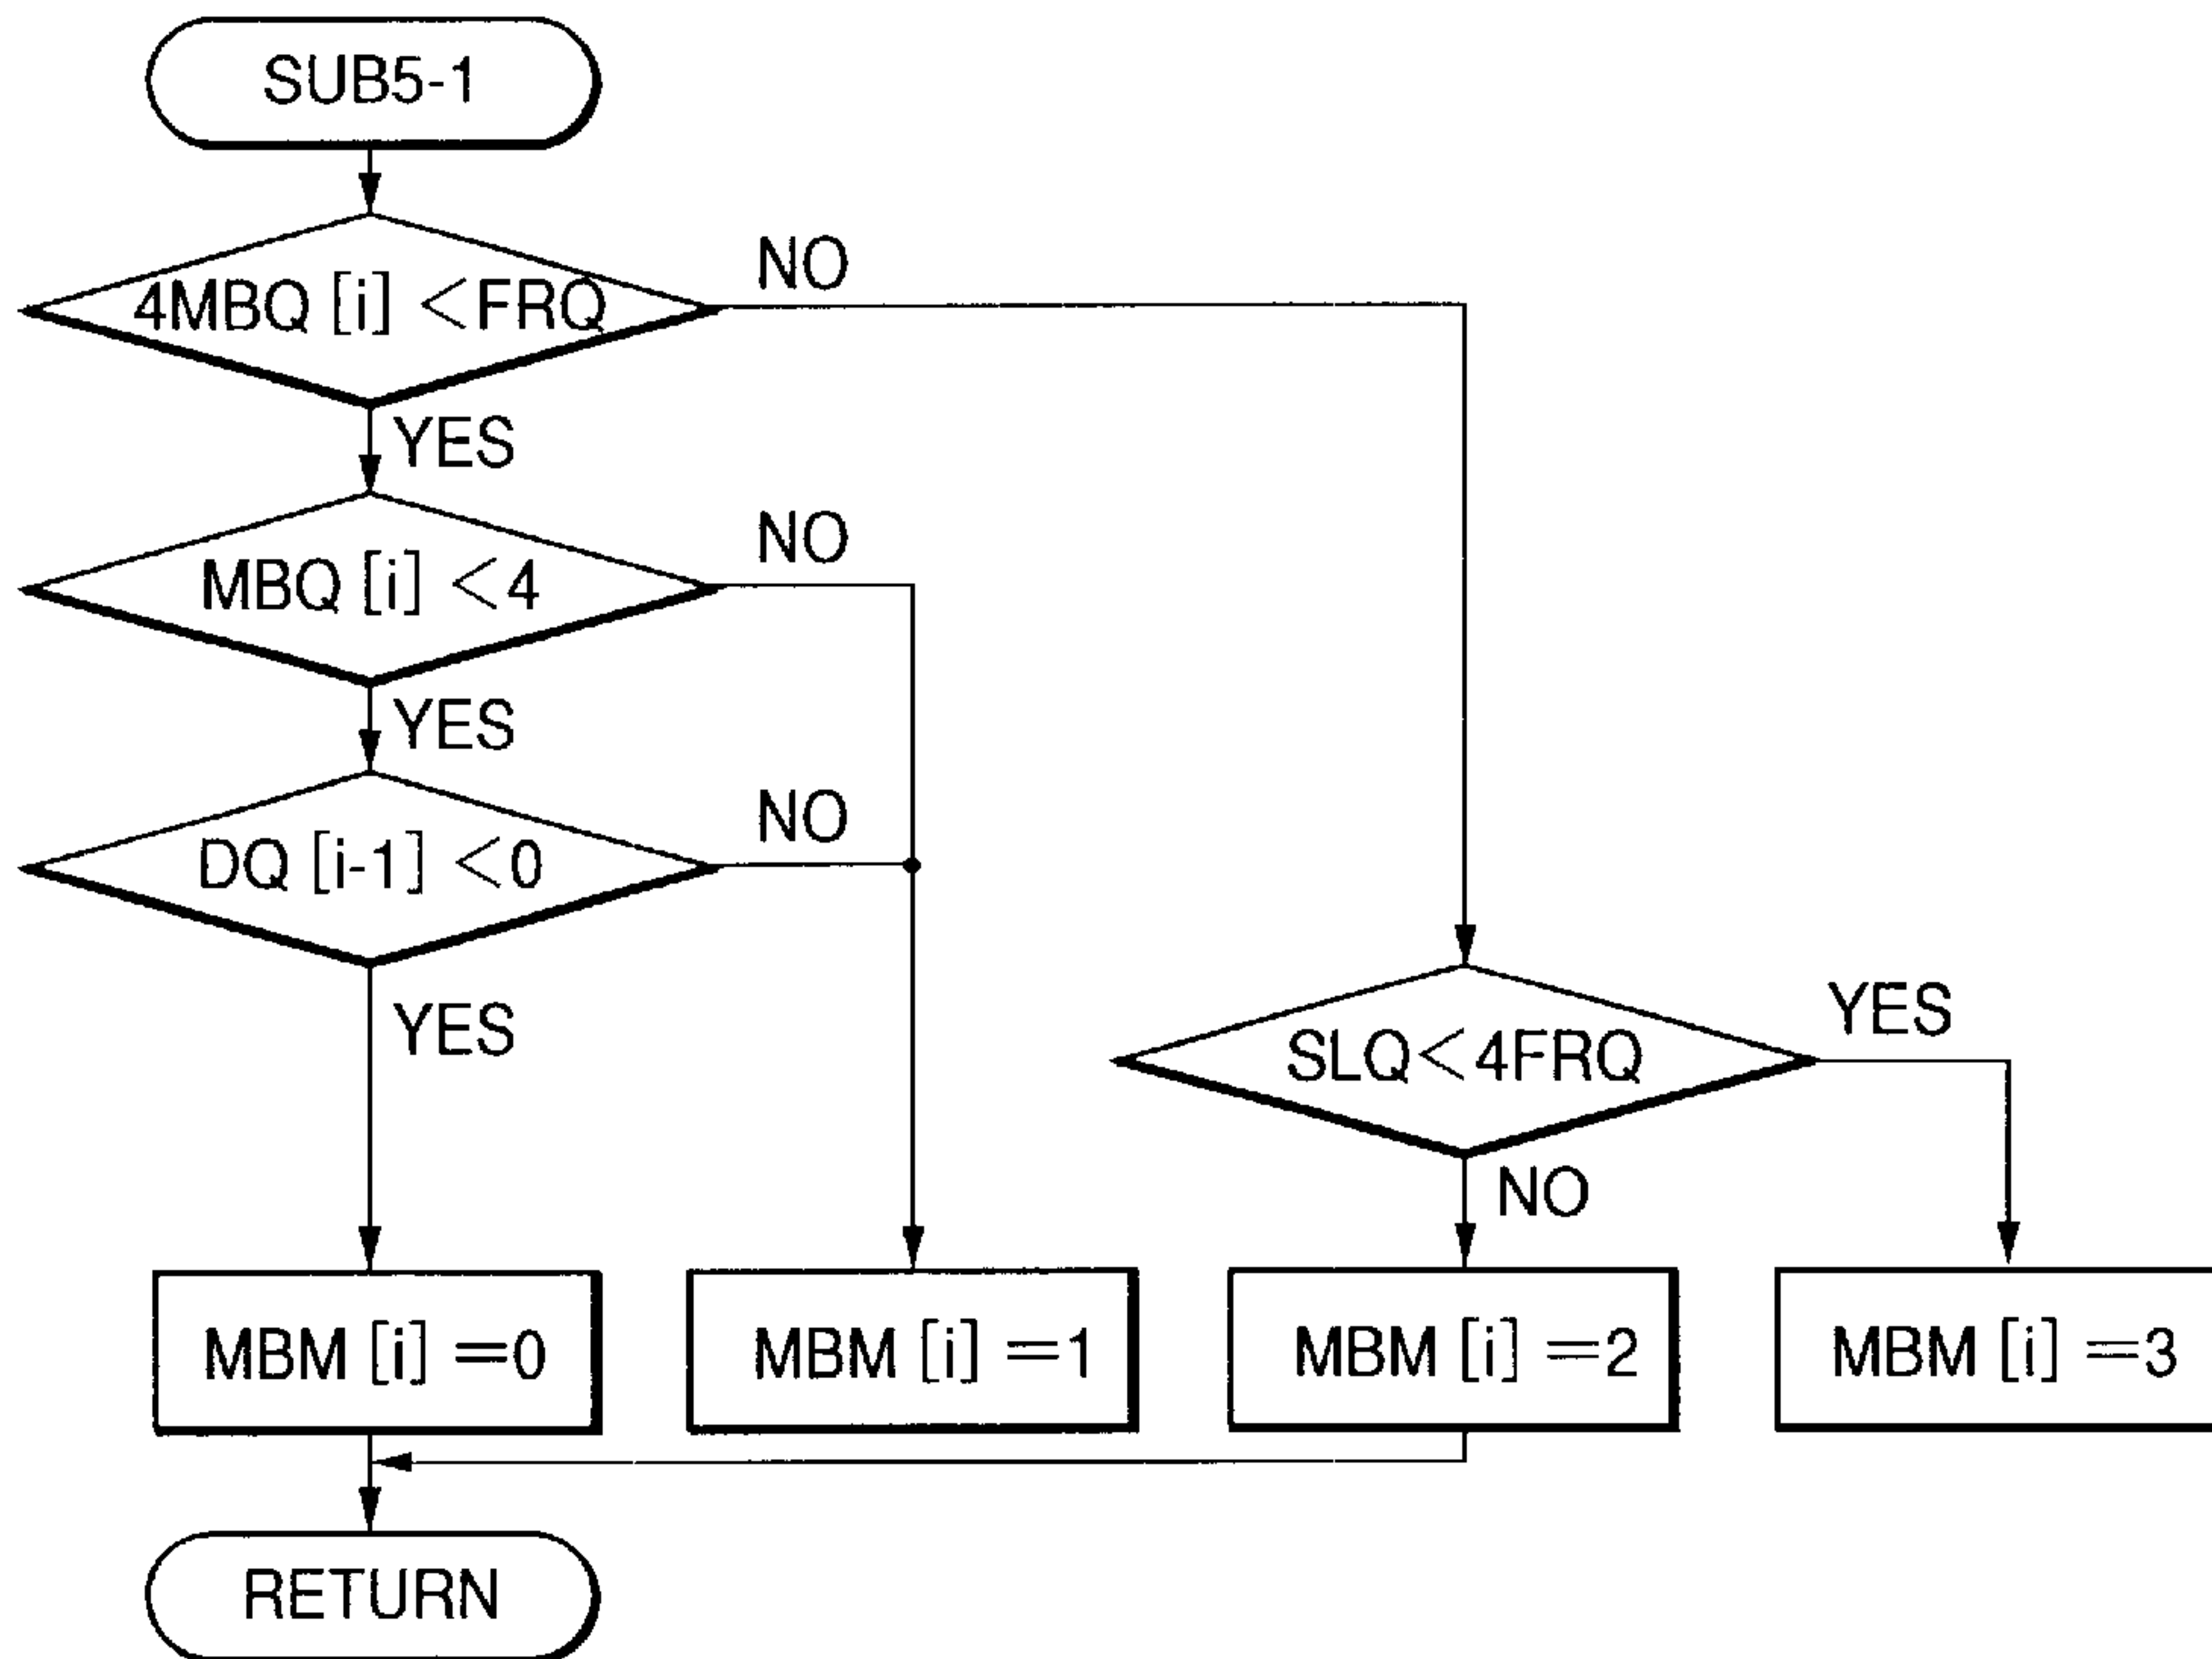 SUB5-1
4MBQ [i] <FRQ
NO
YES
MBQ [i] <4
NO
YES
DQ [i-1] <0
NO
YES
SLQ<4FRQ
YES
NO
MBM [i] =0
MBM [i] =1
MBM [i] =2
MBM [i] =3
RETURN